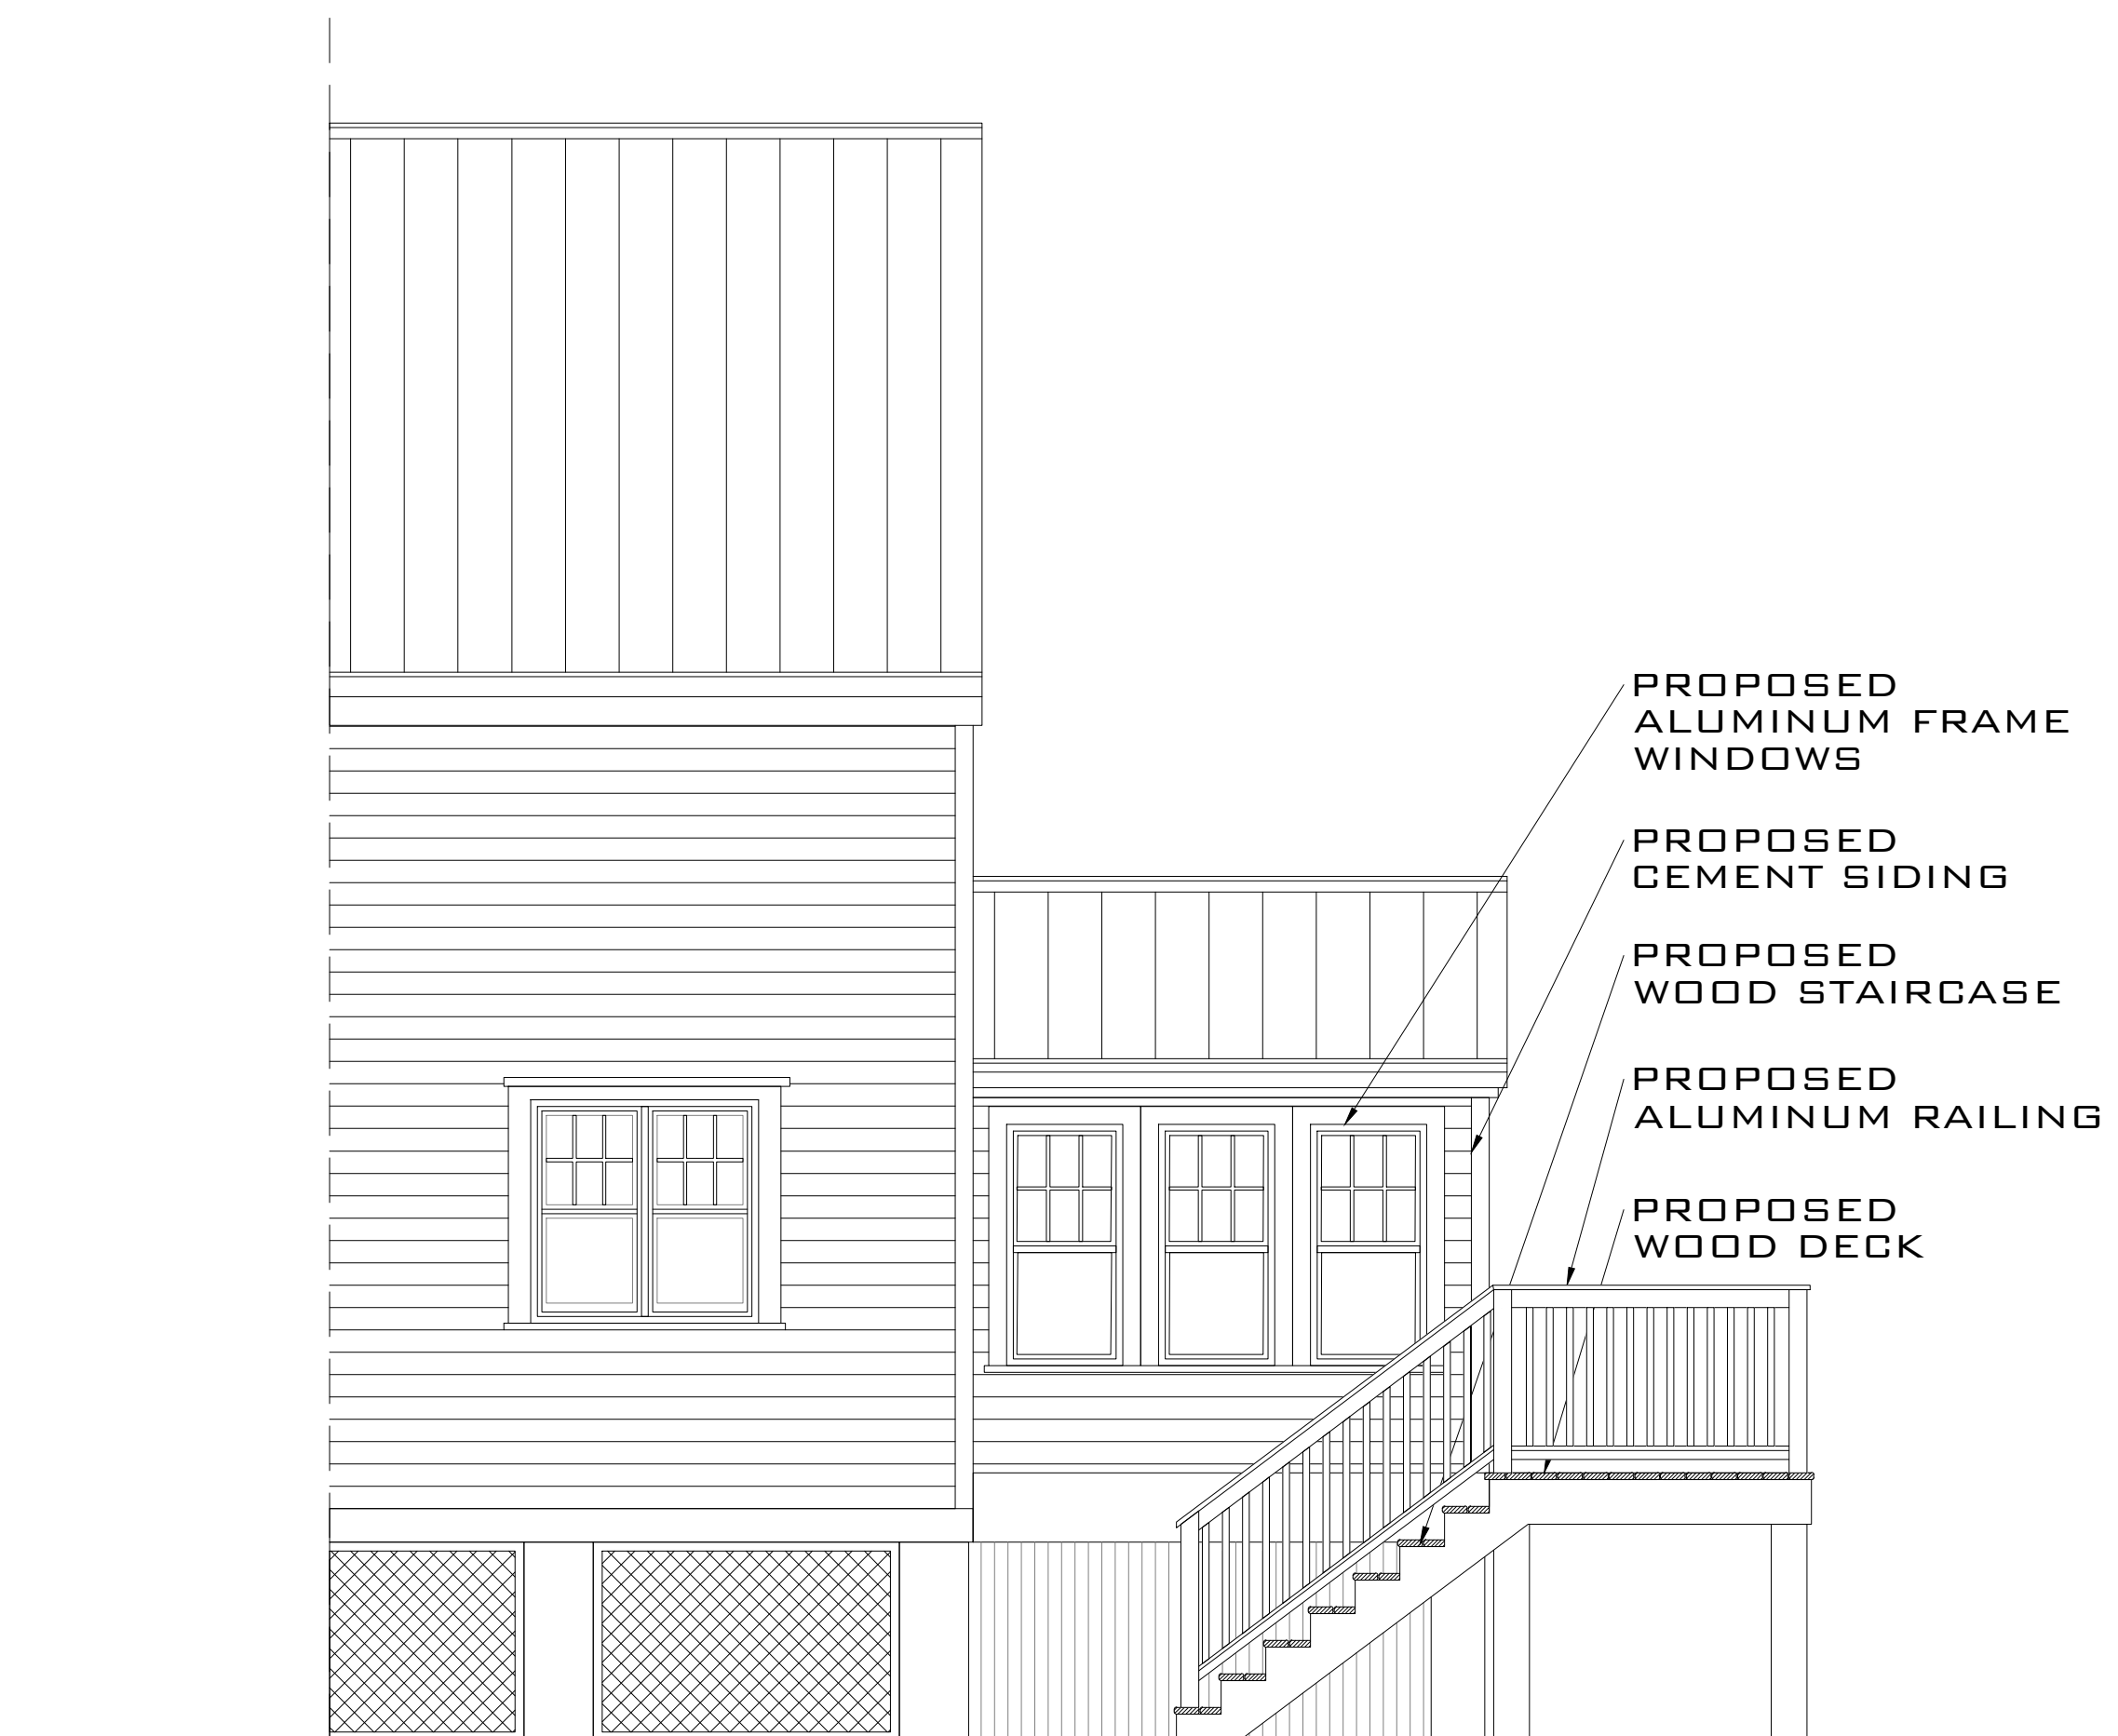 PROPOSED
ALUMINUM FRAME
WINDOWS
PROPOSED
CEMENT SIDING
PROPOSED
WOOD STAIRCASE
PROPOSED
ALUMINUM RAILING
PROPOSED
WOOD DECK